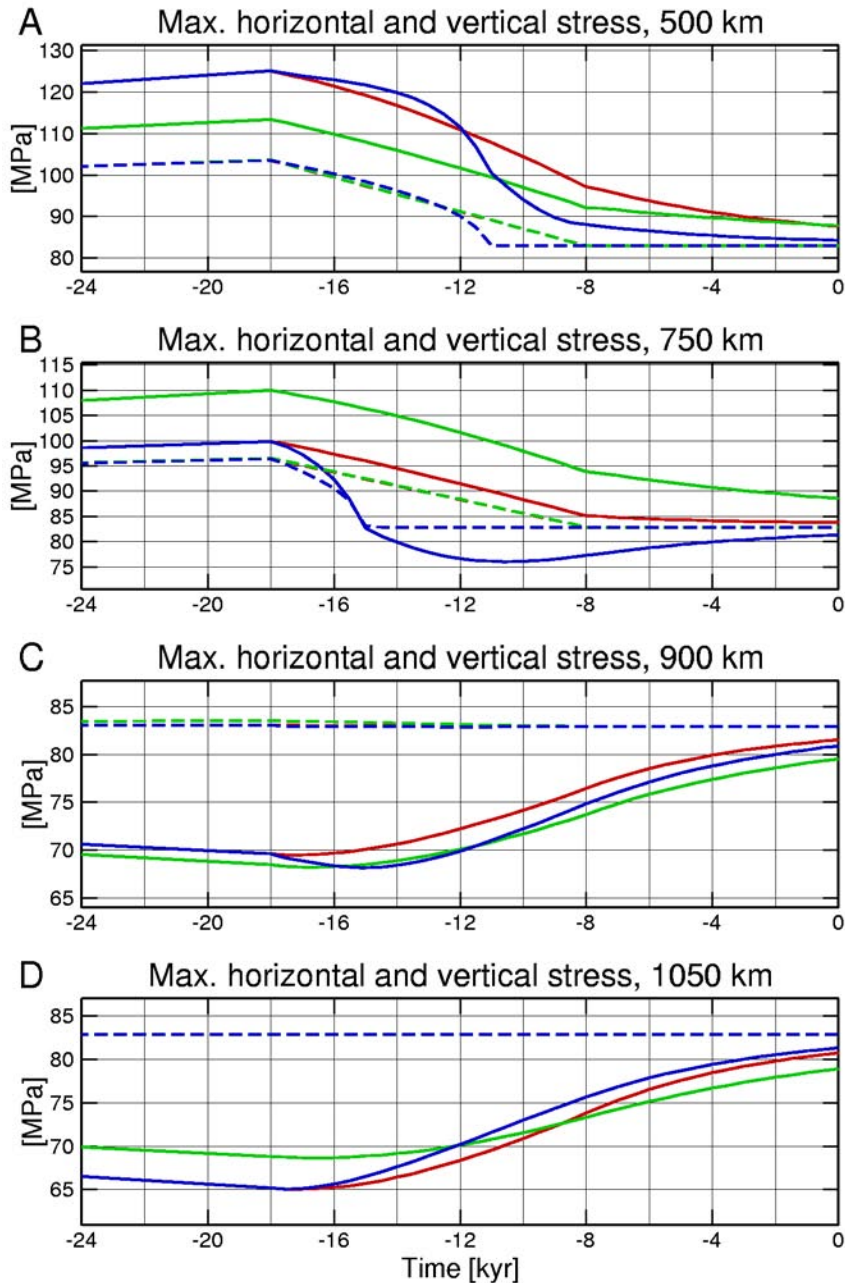 A Max. horizontal and vertical stress, 500 km
130
120
110
100
90
80
[MPa]
-24 -20 -16 -12 -8 -4 0
B Max. horizontal and vertical stress, 750 km
115
110
105
100
95
90
85
80
75
[MPa]
-24 -20 -16 -12 -8 -4 0
C Max. horizontal and vertical stress, 900 km
85
80
75
70
65
[MPa]
-24 -20 -16 -12 -8 -4 0
D Max. horizontal and vertical stress, 1050 km
85
80
75
70
65
[MPa]
-24 -20 -16 -12 -8 -4 0
Time [kyr]